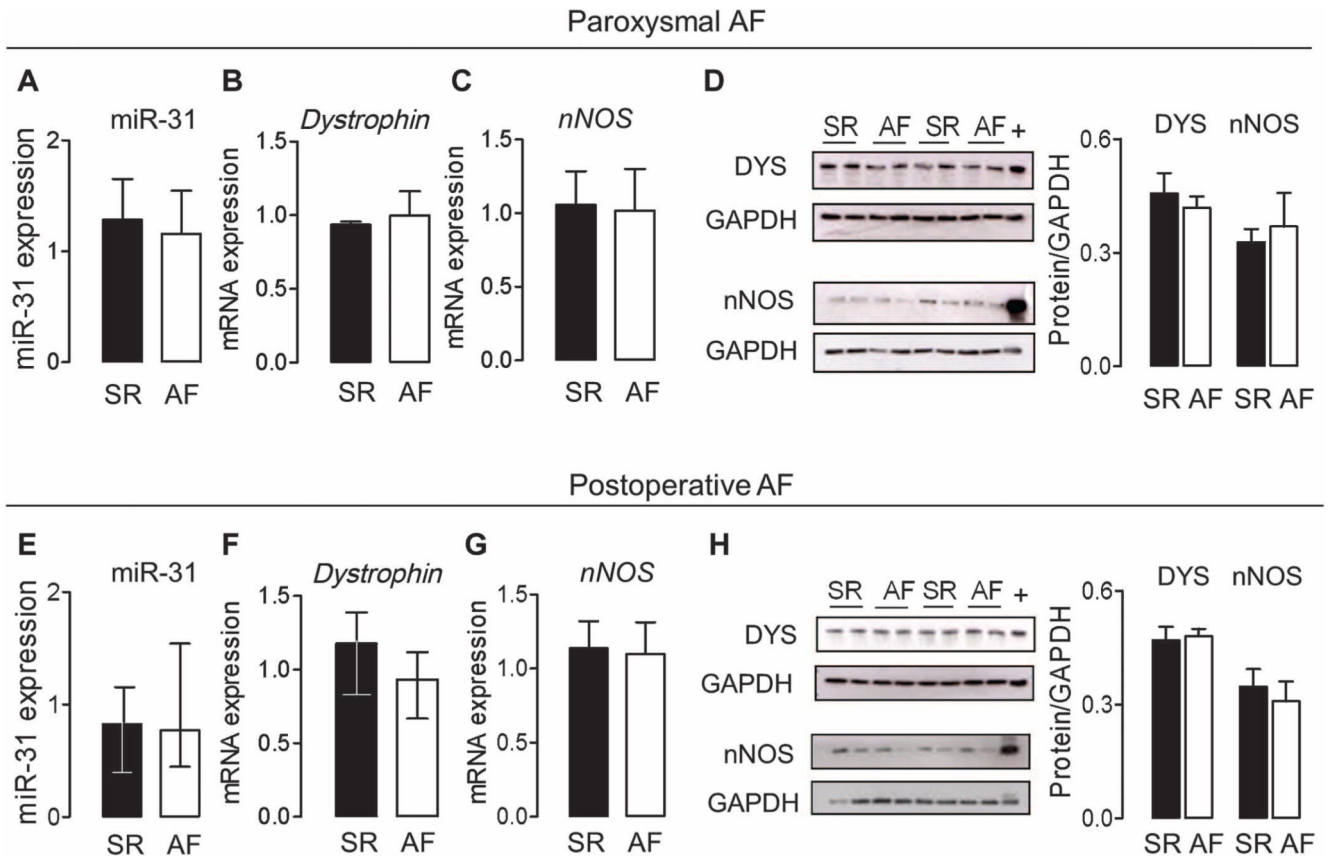 Paroxysmal AF
A
miR-31
miR-31 expression
2
1
0
SR AF
B
Dystrophin
mRNA expression
1.5
1.0
0.5
0.0
SR AF
C
nNOS
mRNA expression
1.5
1.0
0.5
0.0
SR AF
D
SR AF SR AF +
DYS
GAPDH
nNOS
GAPDH
Protein/GAPDH
0.6
0.3
0.0
DYS nNOS
SR AF SR AF
Postoperative AF
E
miR-31
miR-31 expression
2
1
0
SR AF
F
Dystrophin
mRNA expression
1.5
1.0
0.5
0.0
SR AF
G
nNOS
mRNA expression
1.5
1.0
0.5
0.0
SR AF
H
SR AF SR AF +
DYS
GAPDH
nNOS
GAPDH
Protein/GAPDH
0.6
0.3
0.0
DYS nNOS
SR AF SR AF